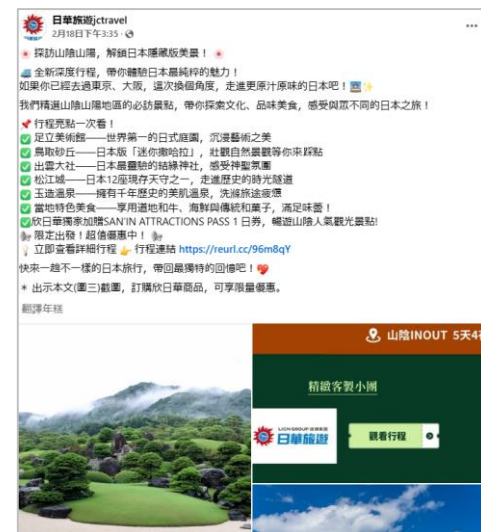 日華旅遊jctravel
2月18日下午3:35
探訪山陰山陽，解鎖日本隱藏版美景！
全新深度行程，帶你體驗日本最純粹的魅力！
如果你已經去過東京、大阪，這次換個角度，走進更原汁原味的日本吧！
我們精選山陰山陽地區的必訪景點，帶你探索文化、品味美食，感受與眾不同的日本之旅！
行程亮點一次看！
足立美術館——世界第一的日式庭園，沉浸藝術之美
鳥取砂丘——日本版「迷你撒哈拉」，壯觀自然景觀等你來踩點
出雲大社——日本最靈驗的結緣神社，感受神聖氛圍
松江城——日本12座現存天守之一，走進歷史的時光隧道
玉造溫泉——擁有千年歷史的美肌溫泉，洗滌旅途疲憊
當地特色美食——享用道地和牛、海鮮與傳統和菓子，滿足味蕾！
欣日華獨家加贈SAN'IN ATTRACTIONS PASS 1日券，暢遊山陰人氣觀光景點!
限定出發！超值優惠中！
立即查看詳細行程 行程連結 https://reurl.cc/96m8qY
快來一趟不一樣的日本旅行，帶回最獨特的回憶吧！
* 出示本文(圖三)截圖，訂購欣日華商品，可享限量優惠。
翻譯年糕
山陰INOUT 5天4
精緻客製小團
日華旅遊
觀看行程